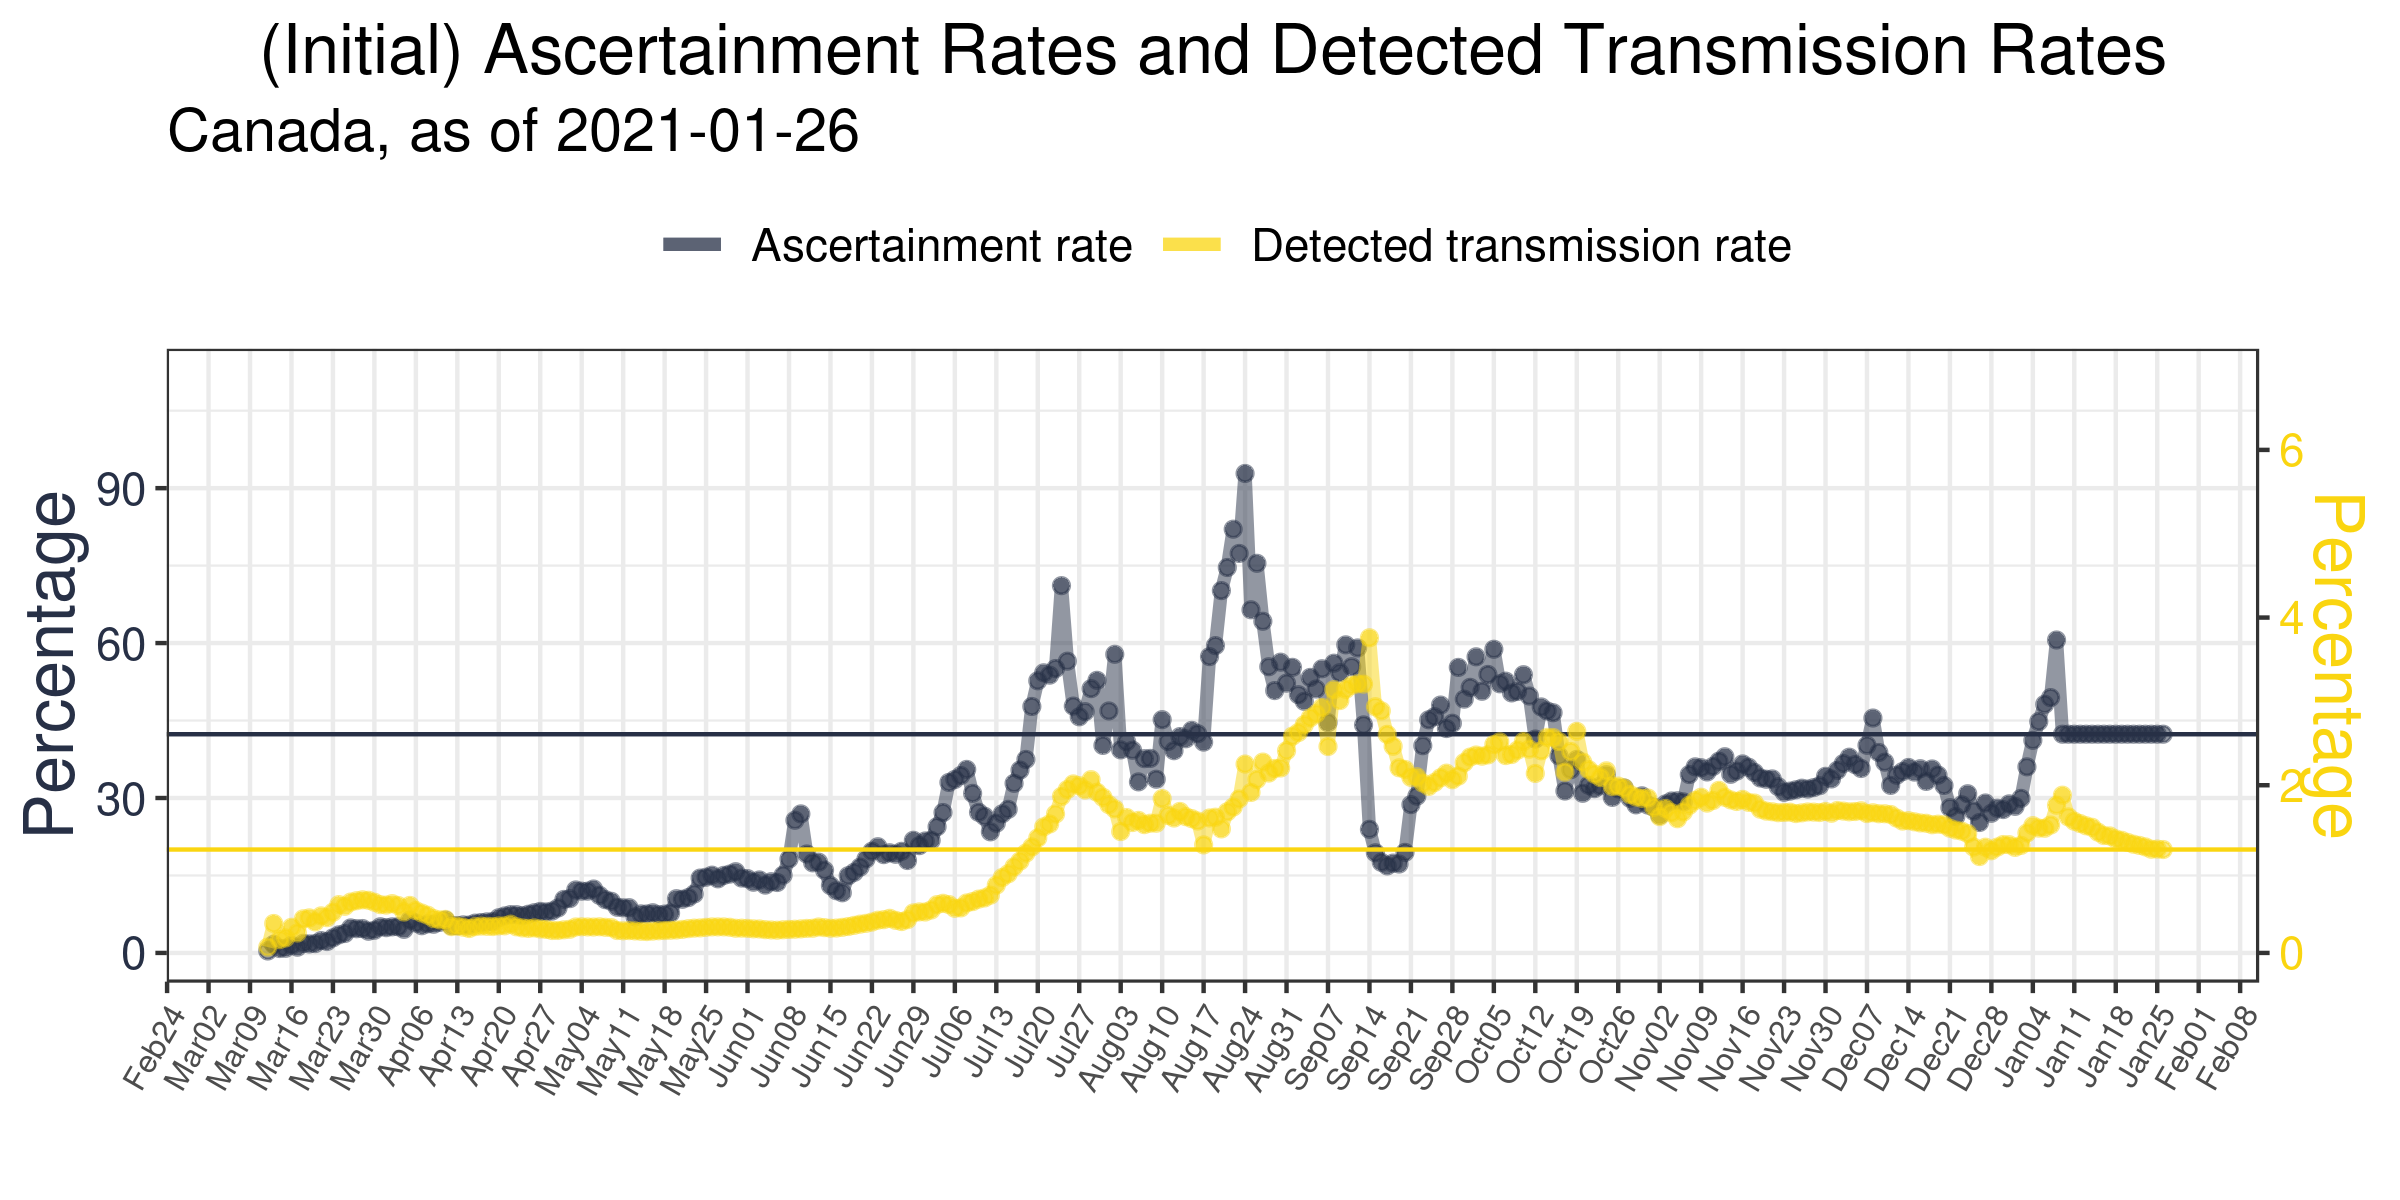 (Initial) Ascertainment Rates and Detected Transmission Rates
Canada, as of 2021-01-26
Ascertainment rate Detected transmission rate
Percentage
90
60
30
0
6
4
2
0
Percentage
Feb24 Mar02 Mar09 Mar16 Mar23 Mar30 Apr06 Apr13 Apr20 Apr27 May04 May11 May18 May25 Jun01 Jun08 Jun15 Jun22 Jun29 Jul06 Jul13 Jul20 Jul27 Aug03 Aug10 Aug17 Aug24 Aug31 Sep07 Sep14 Sep21 Sep28 Oct05 Oct12 Oct19 Oct26 Nov02 Nov09 Nov16 Nov23 Nov30 Dec07 Dec14 Dec21 Dec28 Jan04 Jan11 Jan18 Jan25 Feb01 Feb08